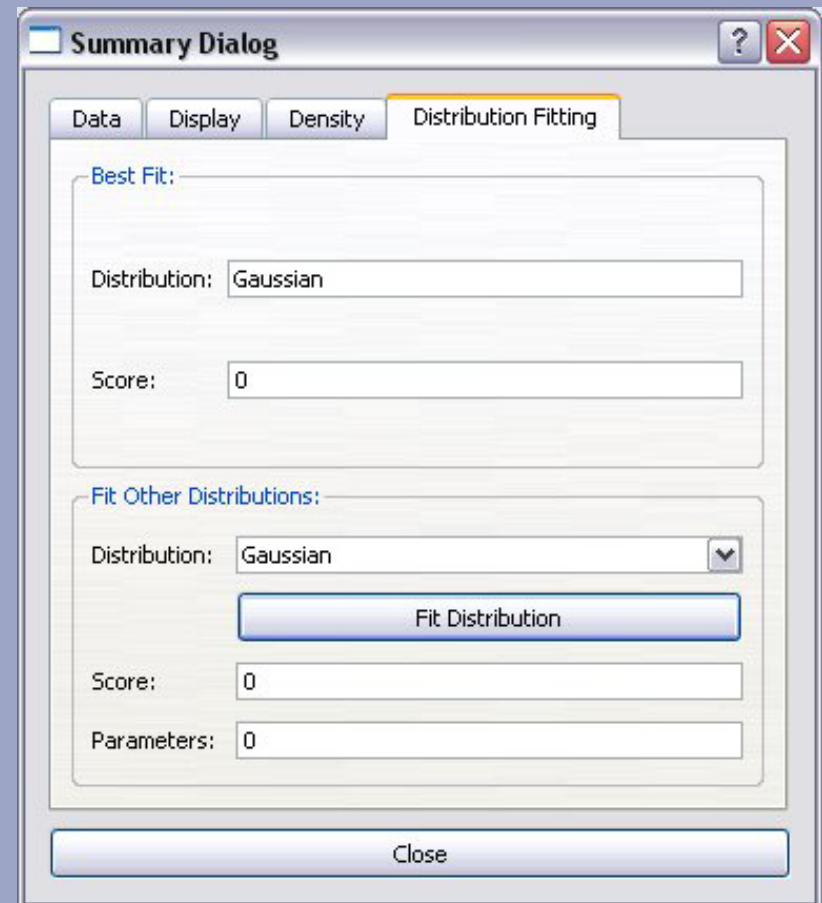 Summary Dialog
Data Display Density Distribution Fitting
Best Fit:
Distribution: Gaussian
Score: 0
Fit Other Distributions:
Distribution: Gaussian
Fit Distribution
Score: 0
Parameters: 0
Close